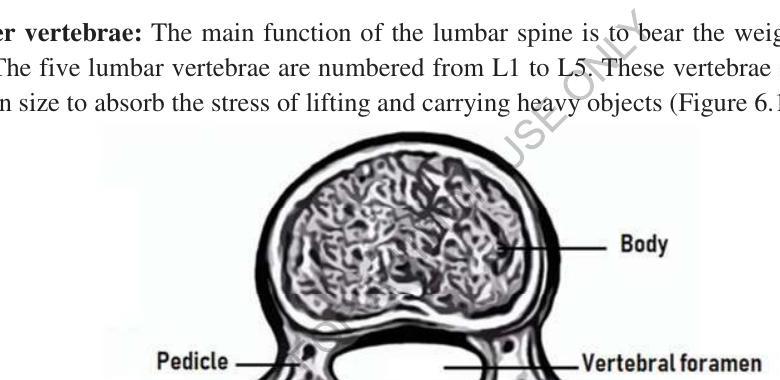 er vertebrae: The main function of the lumbar spine is to bear the weig
The five lumbar vertebrae are numbered from L1 to L5. These vertebrae
n size to absorb the stress of lifting and carrying heavy objects (Figure 6.1
USE ONLY
Body
Pedicle
Vertebral foramen